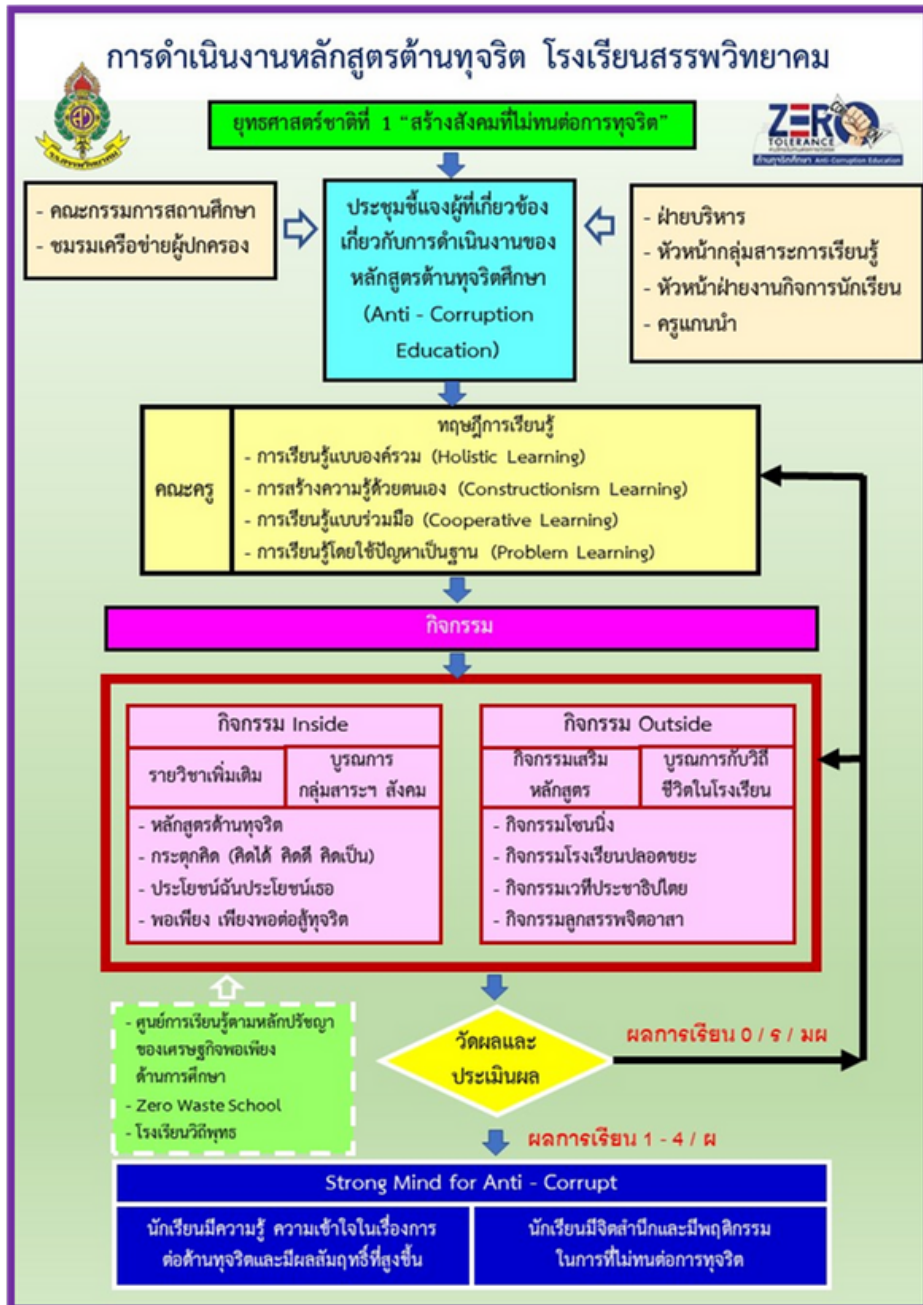 การดำเนินงานหลักสูตรต้านทุจริต โรงเรียนสรรพวิทยาคม
ร.ร.สรรพวิทยาคม
ยุทธศาสตร์ชาติที่ 1 “สร้างสังคมที่ไม่ทนต่อการทุจริต”
ZERO
TOLERANCE
ต้านทุจริตศึกษา Anti-Corruption Education
- คณะกรรมการสถานศึกษา
- ชมรมเครือข่ายผู้ปกครอง
ประชุมชี้แจงผู้ที่เกี่ยวข้อง
เกี่ยวกับการดำเนินงานของ
หลักสูตรต้านทุจริตศึกษา
(Anti - Corruption
Education)
- ฝ่ายบริหาร
- หัวหน้ากลุ่มสาระการเรียนรู้
- หัวหน้าฝ่ายงานกิจการนักเรียน
- ครูแกนนำ
คณะครู
ทฤษฎีการเรียนรู้
- การเรียนรู้แบบองค์รวม (Holistic Learning)
- การสร้างความรู้ด้วยตนเอง (Constructionism Learning)
- การเรียนรู้แบบร่วมมือ (Cooperative Learning)
- การเรียนรู้โดยใช้ปัญหาเป็นฐาน (Problem Learning)
กิจกรรม
กิจกรรม Inside
รายวิชาเพิ่มเติม
บูรณการ
กลุ่มสาระฯ สังคม
- หลักสูตรต้านทุจริต
- กระตุกคิด (คิดได้ คิดดี คิดเป็น)
- ประโยชน์ฉันประโยชน์เธอ
- พอเพียง เพียงพอต่อสู้ทุจริต
กิจกรรม Outside
กิจกรรมเสริม
หลักสูตร
บูรณการกับวิถี
ชีวิตในโรงเรียน
- กิจกรรมโซนนิ่ง
- กิจกรรมโรงเรียนปลอดขยะ
- กิจกรรมเวทีประชาธิปไตย
- กิจกรรมลูกสรรพจิตอาสา
- ศูนย์การเรียนรู้ตามหลักปรัชญา
ของเศรษฐกิจพอเพียง
ด้านการศึกษา
- Zero Waste School
- โรงเรียนวิถีพุทธ
วัดผลและ
ประเมินผล
ผลการเรียน 0 / ร / มผ
ผลการเรียน 1 - 4 / ผ
Strong Mind for Anti - Corrupt
นักเรียนมีความรู้ ความเข้าใจในเรื่องการ
ต่อต้านทุจริตและมีผลสัมฤทธิ์ที่สูงขึ้น
นักเรียนมีจิตสำนึกและมีพฤติกรรม
ในการที่ไม่ทนต่อการทุจริต